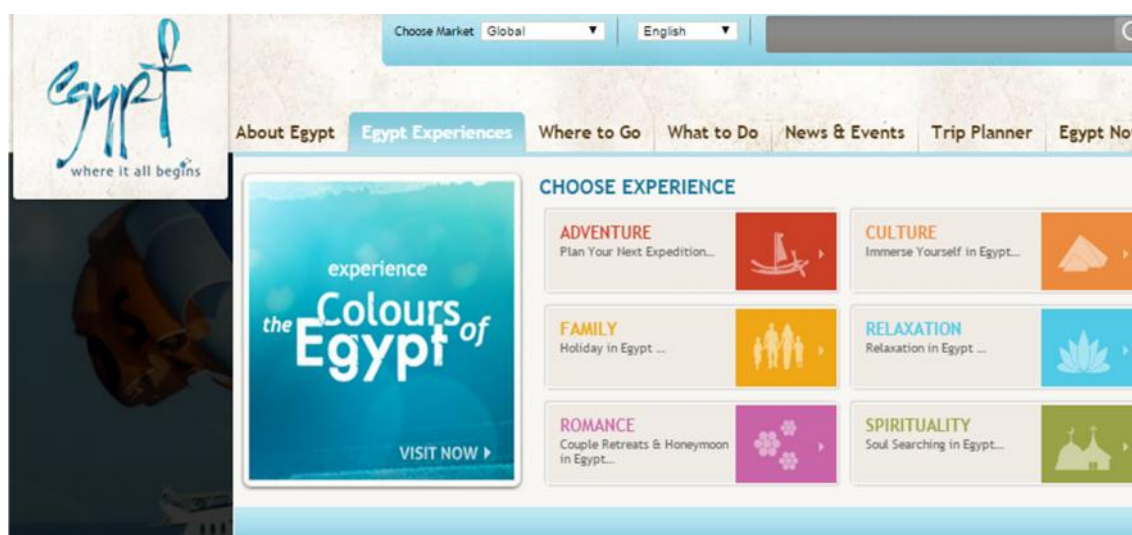 Choose Market Global English
egypt
where it all begins
About Egypt Egypt Experiences Where to Go What to Do News & Events Trip Planner Egypt No
experience
the Colours of
Egypt
VISIT NOW
CHOOSE EXPERIENCE
ADVENTURE
Plan Your Next Expedition...
CULTURE
Immerse Yourself in Egypt...
FAMILY
Holiday in Egypt ...
RELAXATION
Relaxation in Egypt ...
ROMANCE
Couple Retreats & Honeymoon
in Egypt...
SPIRITUALITY
Soul Searching in Egypt...